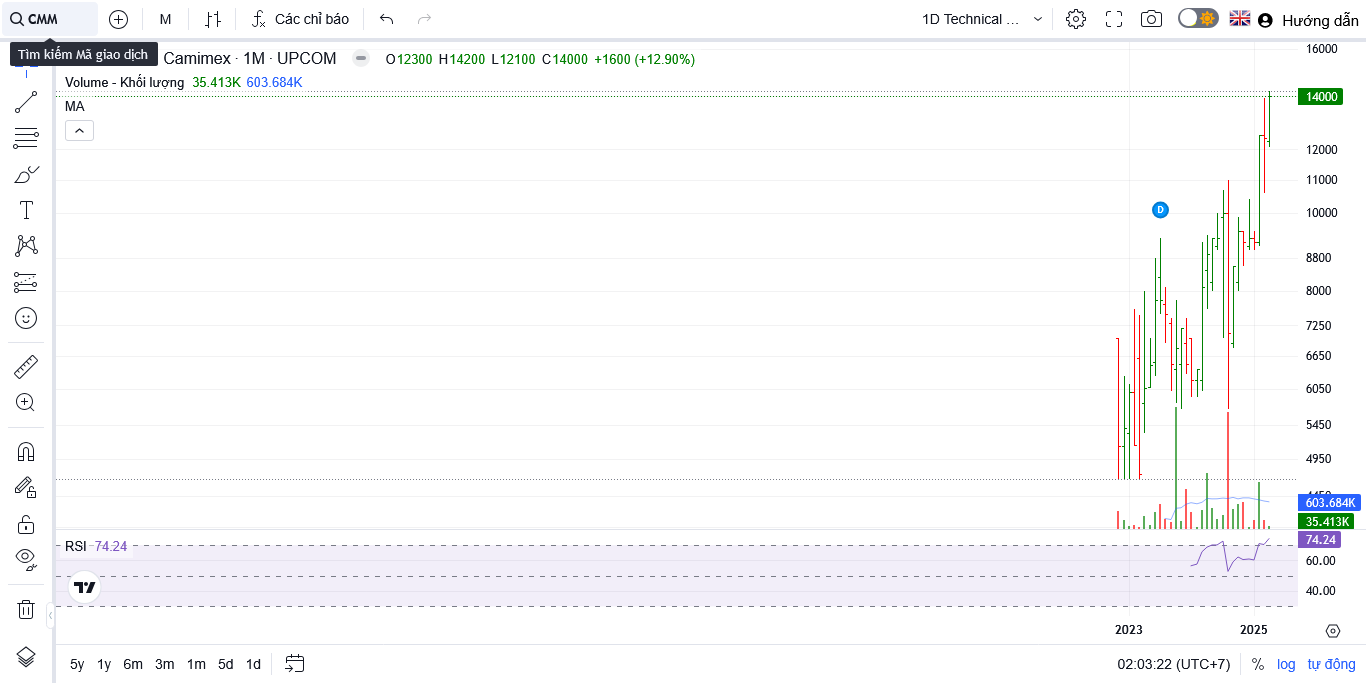 CMM
M
Các chỉ báo
1D Technical ...
Hướng dẫn
Tìm kiếm Mã giao dịch
Camimex · 1M · UPCOM
O12300 H14200 L12100 C14000 +1600 (+12.90%)
Volume - Khối lượng 35.413K 603.684K
MA
D
16000
14000
12000
11000
10000
8800
8000
7250
6650
6050
5450
4950
603.684K
35.413K
RSI 74.24
74.24
60.00
40.00
2023 2025
5y 1y 6m 3m 1m 5d 1d
02:03:22 (UTC+7) % log tự động